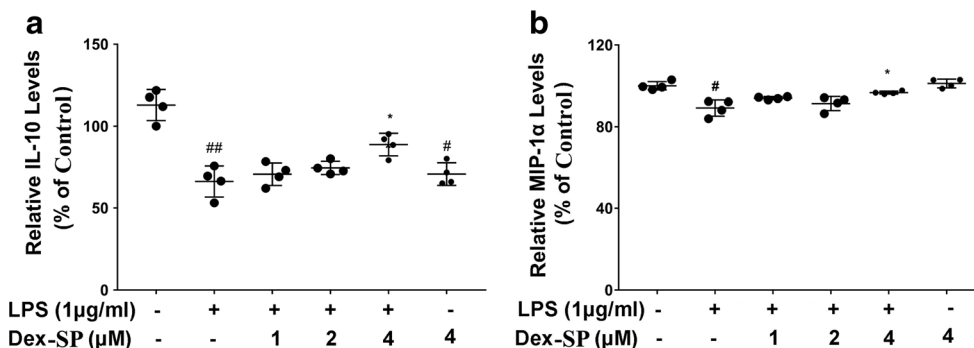 a
Relative IL-10 Levels
(% of Control)
150
100
50
0
##
*
#
LPS (1μg/ml) - + + + + -
Dex-SP (μM) - - 1 2 4 4
b
Relative MIP-1α Levels
(% of Control)
120
80
40
0
#
*
LPS (1μg/ml) - + + + + -
Dex-SP (μM) - - 1 2 4 4